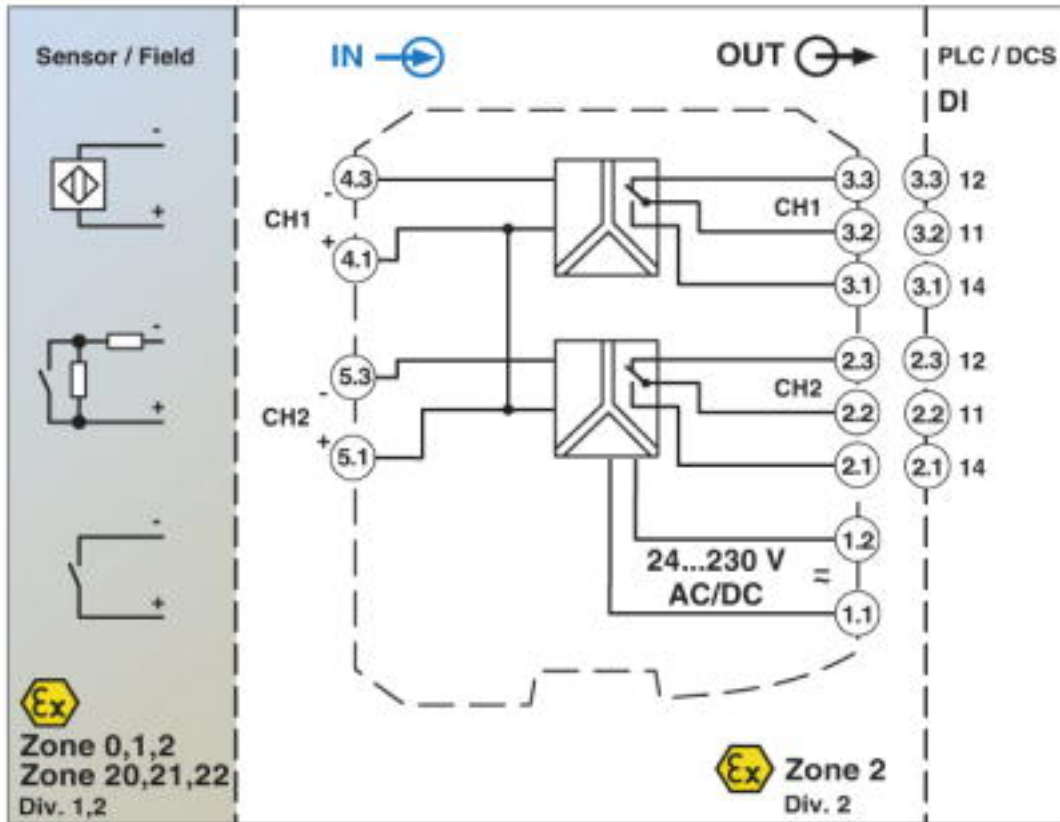 Sensor / Field
IN
OUT
PLC / DCS
DI
-
+
-
+
-
+
Ex
Zone 0,1,2
Zone 20,21,22
Div. 1,2
4.3
-
CH1
+
4.1
5.3
-
CH2
+
5.1
3.3
CH1
3.2
3.1
2.3
CH2
2.2
2.1
1.2
24...230 V
AC/DC
≂
1.1
3.3 12
3.2 11
3.1 14
2.3 12
2.2 11
2.1 14
Ex
Zone 2
Div. 2